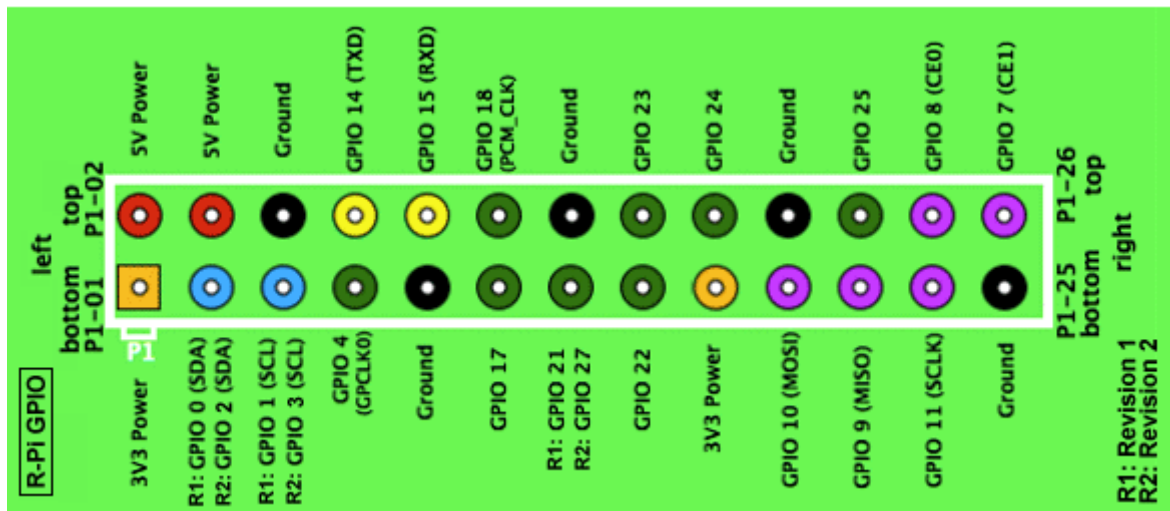 5V Power
5V Power
Ground
GPIO 14 (TXD)
GPIO 15 (RXD)
GPIO 18
(PCM_CLK)
Ground
GPIO 23
GPIO 24
Ground
GPIO 25
GPIO 8 (CE0)
GPIO 7 (CE1)
left
top
P1-02
bottom
P1-01
P1-26
top
right
P1-25
bottom
P1
R-Pi GPIO
3V3 Power
R1: GPIO 0 (SDA)
R2: GPIO 2 (SDA)
R1: GPIO 1 (SCL)
R2: GPIO 3 (SCL)
GPIO 4
(GPCLK0)
Ground
GPIO 17
R1: GPIO 21
R2: GPIO 27
GPIO 22
3V3 Power
GPIO 10 (MOSI)
GPIO 9 (MISO)
GPIO 11 (SCLK)
Ground
R1: Revision 1
R2: Revision 2